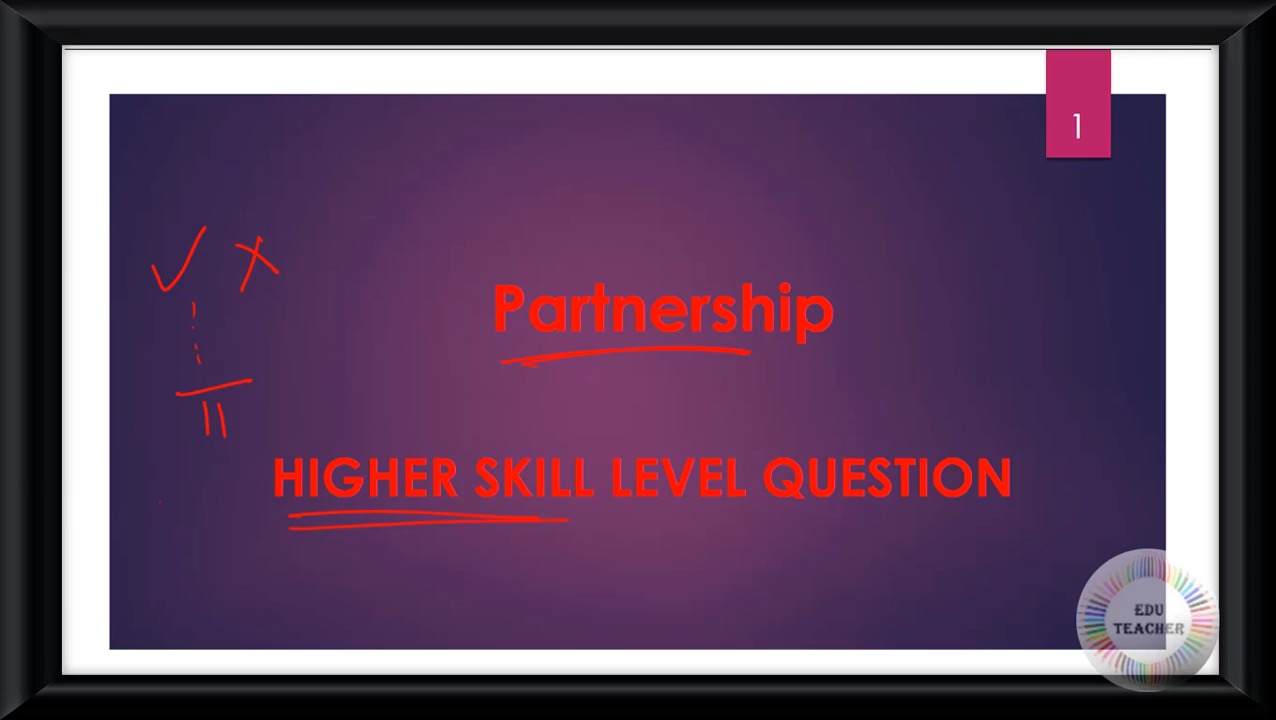 1
Partnership
HIGHER SKILL LEVEL QUESTION
EDU
TEACHER